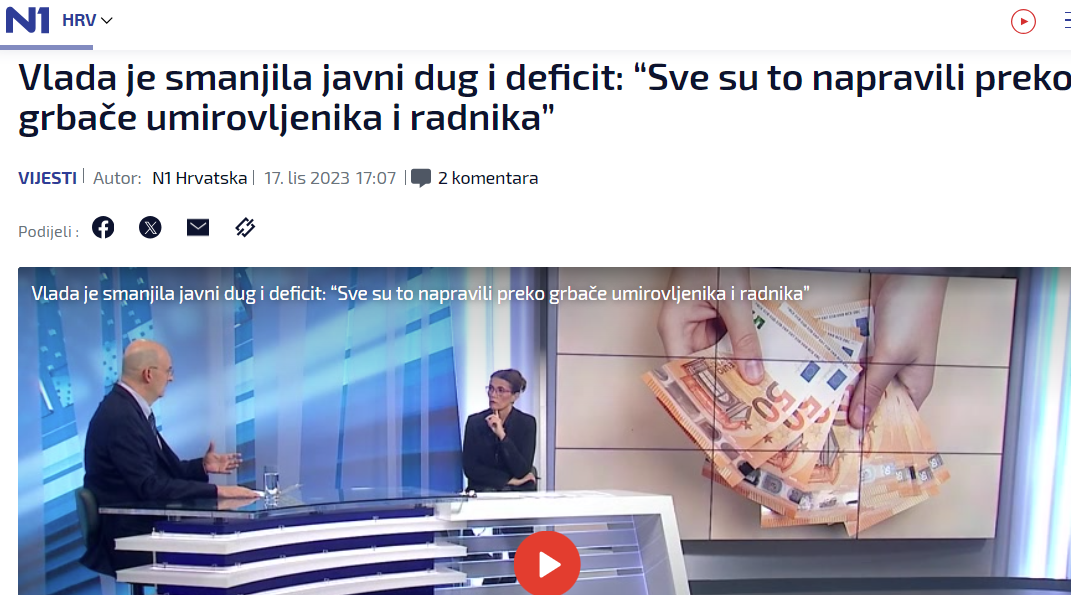 N1 HRV
Vlada je smanjila javni dug i deficit: “Sve su to napravili preko
grbače umirovljenika i radnika”
VIJESTI | Autor: N1 Hrvatska | 17. lis 2023 17:07 | 2 komentara
Podijeli :
Vlada je smanjila javni dug i deficit: “Sve su to napravili preko grbače umirovljenika i radnika”
50
50